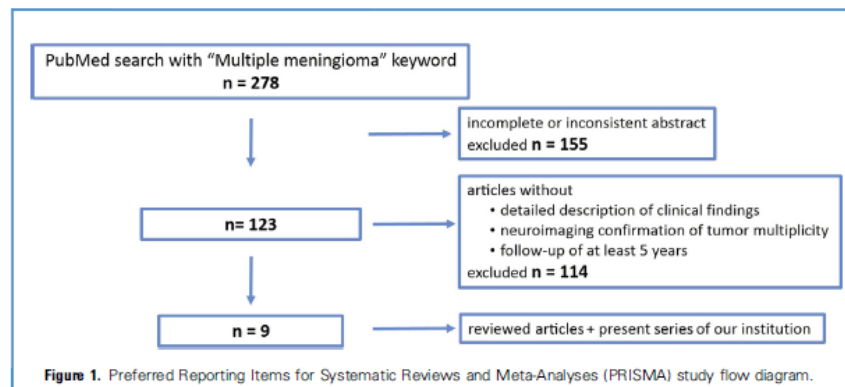 PubMed search with “Multiple meningioma” keyword
n = 278
incomplete or inconsistent abstract
excluded n = 155
n= 123
articles without
• detailed description of clinical findings
• neuroimaging confirmation of tumor multiplicity
• follow-up of at least 5 years
excluded n = 114
n = 9
reviewed articles + present series of our institution
Figure 1. Preferred Reporting Items for Systematic Reviews and Meta-Analyses (PRISMA) study flow diagram.